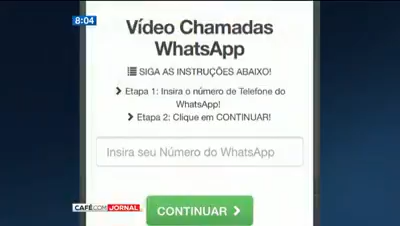 8:04
Vídeo Chamadas
WhatsApp
SIGA AS INSTRUÇÕES ABAIXO!
Etapa 1: Insira o número de Telefone do
WhatsApp!
Etapa 2: Clique em CONTINUAR!
Insira seu Número do WhatsApp
CONTINUAR
CAFÉ COM JORNAL